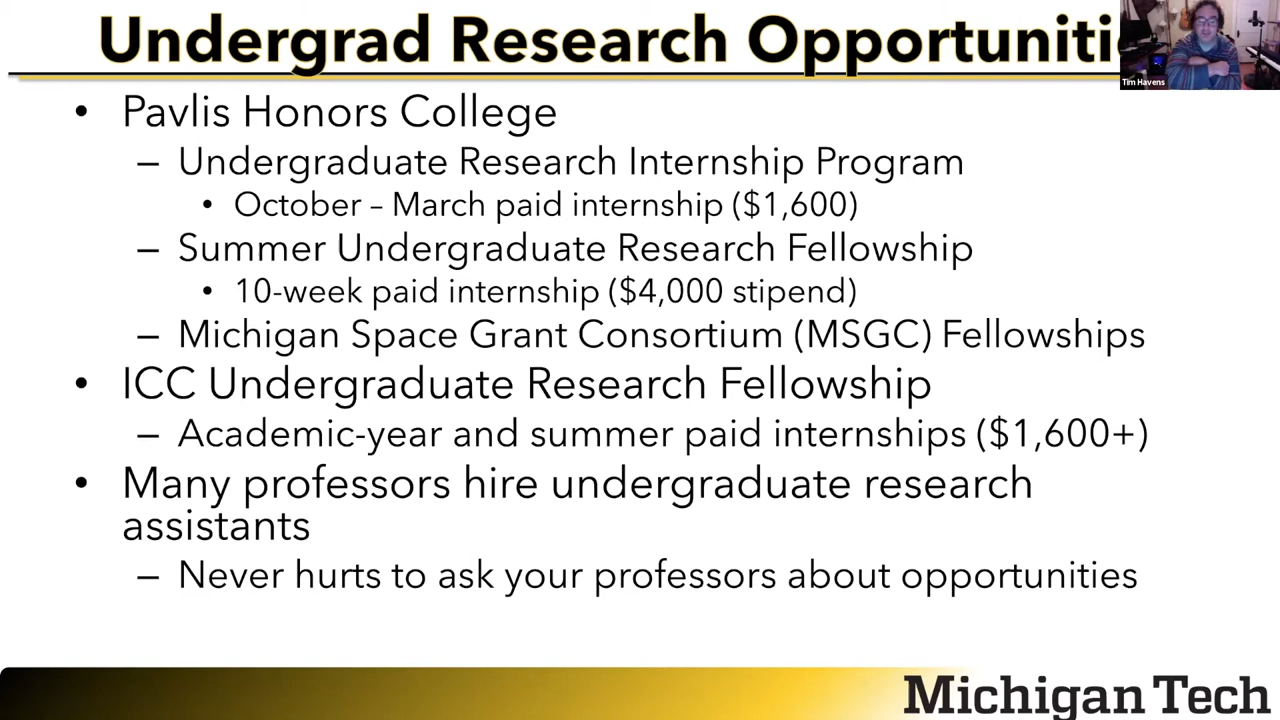 Undergrad Research Opportuniti
Tim Havens
• Pavlis Honors College
– Undergraduate Research Internship Program
• October – March paid internship ($1,600)
– Summer Undergraduate Research Fellowship
• 10-week paid internship ($4,000 stipend)
– Michigan Space Grant Consortium (MSGC) Fellowships
• ICC Undergraduate Research Fellowship
– Academic-year and summer paid internships ($1,600+)
• Many professors hire undergraduate research
assistants
– Never hurts to ask your professors about opportunities
Michigan Tech